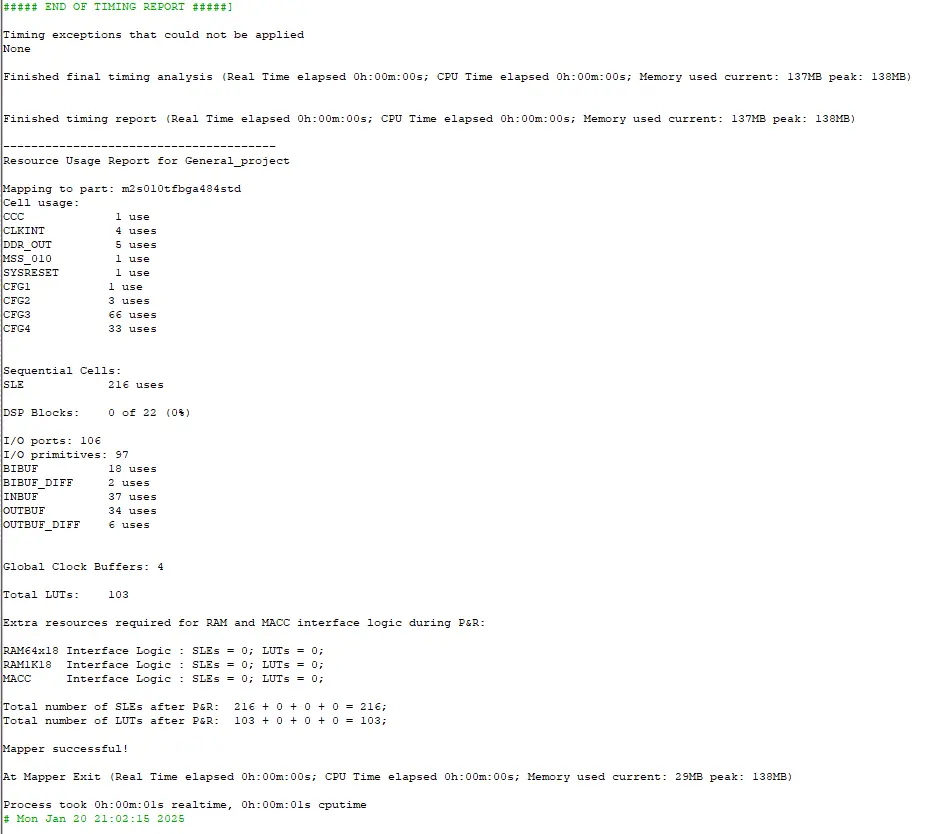 ##### END OF TIMING REPORT #####]
Timing exceptions that could not be applied
None
Finished final timing analysis (Real Time elapsed 0h:00m:00s; CPU Time elapsed 0h:00m:00s; Memory used current: 137MB peak: 138MB)
Finished timing report (Real Time elapsed 0h:00m:00s; CPU Time elapsed 0h:00m:00s; Memory used current: 137MB peak: 138MB)
---------------------------------------
Resource Usage Report for General_project
Mapping to part: m2s010tfbga484std
Cell usage:
CCC             1 use
CLKINT          4 uses
DDR_OUT         5 uses
MSS_010         1 use
SYSRESET        1 use
CFG1           1 use
CFG2           3 uses
CFG3           66 uses
CFG4           33 uses
Sequential Cells:
SLE            216 uses
DSP Blocks:    0 of 22 (0%)
I/O ports: 106
I/O primitives: 97
BIBUF          18 uses
BIBUF_DIFF     2 uses
INBUF          37 uses
OUTBUF         34 uses
OUTBUF_DIFF    6 uses
Global Clock Buffers: 4
Total LUTs:    103
Extra resources required for RAM and MACC interface logic during P&R:
RAM64x18 Interface Logic : SLEs = 0; LUTs = 0;
RAM1K18  Interface Logic : SLEs = 0; LUTs = 0;
MACC     Interface Logic : SLEs = 0; LUTs = 0;
Total number of SLEs after P&R:  216 + 0 + 0 + 0 = 216;
Total number of LUTs after P&R:  103 + 0 + 0 + 0 = 103;
Mapper successful!
At Mapper Exit (Real Time elapsed 0h:00m:00s; CPU Time elapsed 0h:00m:00s; Memory used current: 29MB peak: 138MB)
Process took 0h:00m:01s realtime, 0h:00m:01s cputime
# Mon Jan 20 21:02:15 2025